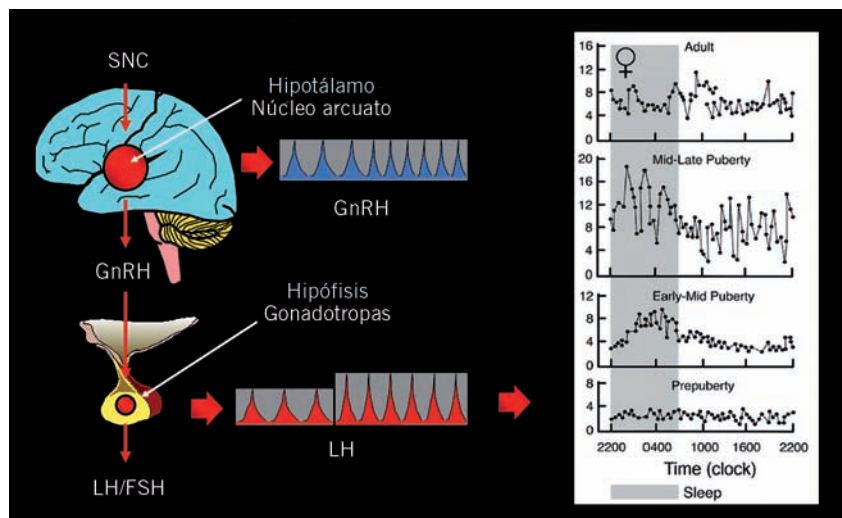 SNC
Hipotálamo
Núcleo arcuato
GnRH
GnRH
Hipófisis
Gonadótropas
LH
LH/FSH
♀
Adult
16
12
8
4
0
Mid-Late Puberty
20
16
12
8
4
0
Early-Mid Puberty
12
8
4
0
Prepuberty
8
4
0
2200 0400 1000 1600 2200
Time (clock)
Sleep